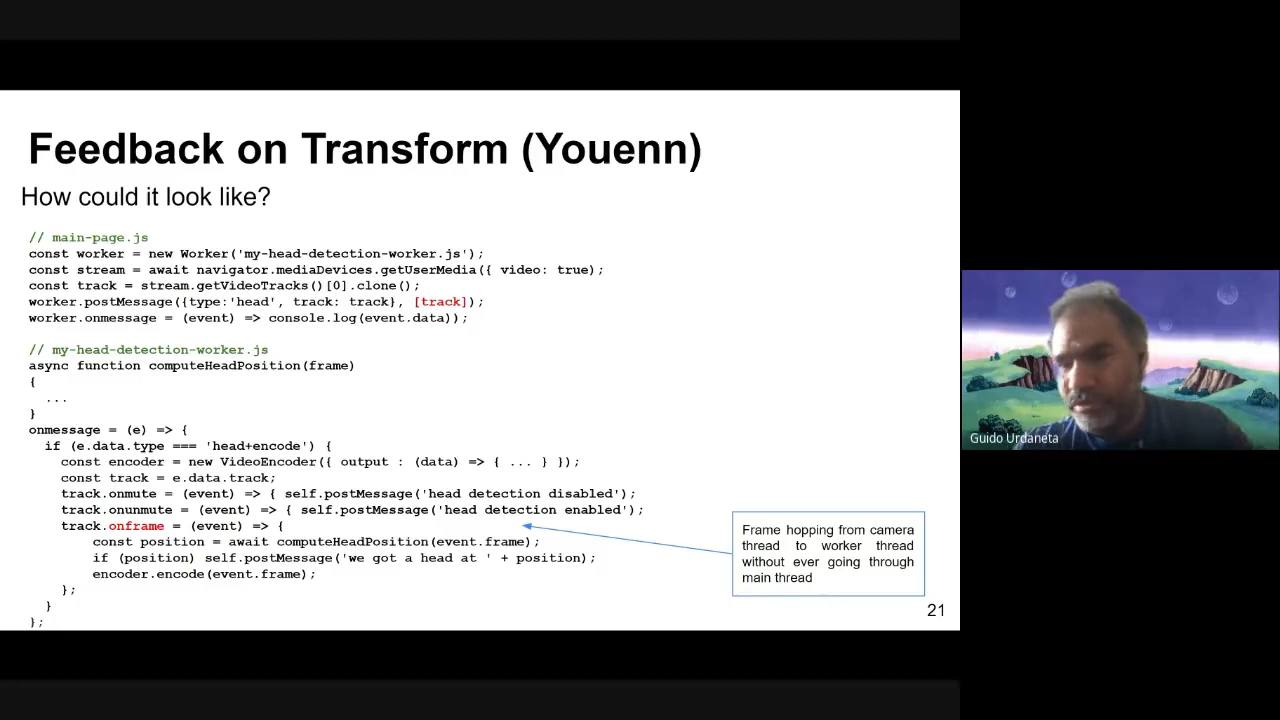 Feedback on Transform (Youenn)
How could it look like?
// main-page.js
const worker = new Worker('my-head-detection-worker.js');
const stream = await navigator.mediaDevices.getUserMedia({ video: true);
const track = stream.getVideoTracks()[0].clone();
worker.postMessage({type:'head', track: track}, [track]);
worker.onmessage = (event) => console.log(event.data));
// my-head-detection-worker.js
async function computeHeadPosition(frame)
{
...
}
onmessage = (e) => {
if (e.data.type === 'head+encode') {
const encoder = new VideoEncoder({ output : (data) => { ... } });
const track = e.data.track;
track.onmute = (event) => { self.postMessage('head detection disabled');
track.onunmute = (event) => { self.postMessage('head detection enabled');
track.onframe = (event) => {
const position = await computeHeadPosition(event.frame);
if (position) self.postMessage('we got a head at ' + position);
encoder.encode(event.frame);
};
}
};
Frame hopping from camera
thread to worker thread
without ever going through
main thread
21
Guido Urdaneta